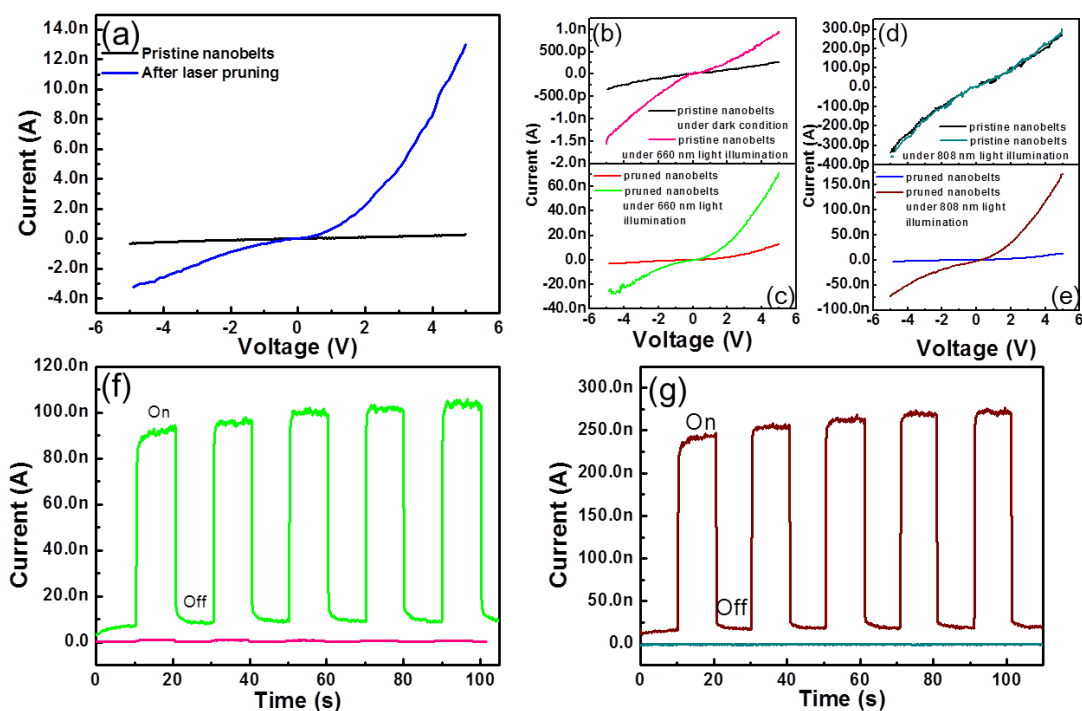 (a)
Pristine nanobelts
After laser pruning
14.0n
12.0n
10.0n
8.0n
6.0n
4.0n
2.0n
0.0
-2.0n
-4.0n
Current (A)
-6 -4 -2 0 2 4 6
Voltage (V)
(b)
1.0n
500.0p
0.0
-500.0p
-1.0n
-1.5n
-2.0n
pristine nanobelts
under dark condition
pristine nanobelts
under 660 nm light illumination
60.0n
40.0n
20.0n
0.0
-20.0n
-40.0n
pruned nanobelts
pruned nanobelts
under 660 nm light
illumination
(c)
Current (A)
-6 -4 -2 0 2 4 6
Voltage (V)
(d)
300.0p
200.0p
100.0p
0.0
-100.0p
-200.0p
-300.0p
-400.0p
pristine nanobelts
pristine nanobelts
under 808 nm light illumination
150.0n
100.0n
50.0n
0.0
-50.0n
-100.0n
pruned nanobelts
pruned nanobelts
under 808 nm light
illumination
(e)
Current (A)
-6 -4 -2 0 2 4 6
Voltage (V)
(f)
120.0n
100.0n
80.0n
60.0n
40.0n
20.0n
0.0
On
Off
Current (A)
0 20 40 60 80 100
Time (s)
(g)
300.0n
250.0n
200.0n
150.0n
100.0n
50.0n
0.0
On
Off
Current (A)
0 20 40 60 80 100
Time (s)